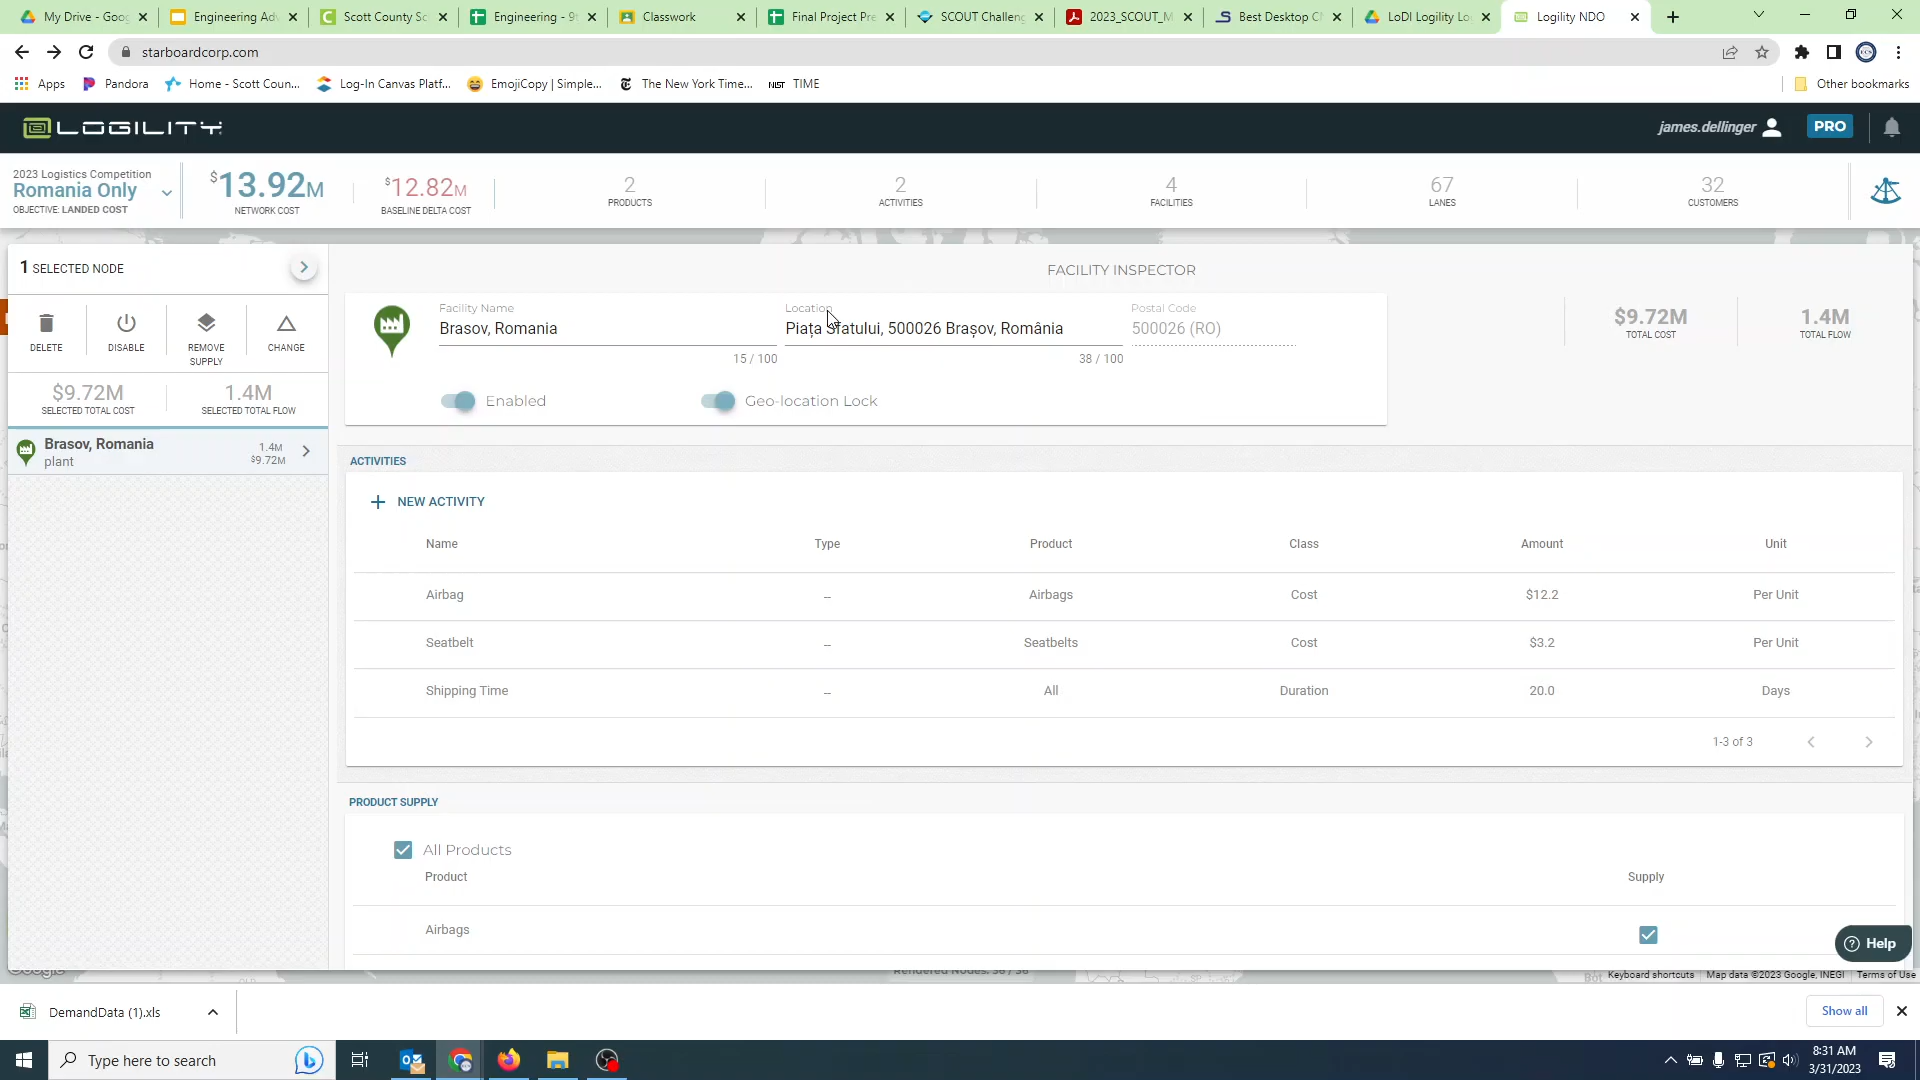 My Drive - Goog
Engineering Adv
Scott County Sc
Engineering - 9t
Classwork
Final Project Pre
SCOUT Challeng
2023_SCOUT_M
Best Desktop C
LoDI Logility Lo
Logility NDO
starboardcorp.com
Apps
Pandora
Home - Scott Coun...
Log-In Canvas Platf...
EmojiCopy | Simple...
The New York Time...
NIST TIME
Other bookmarks
LOGILITY
james.dellinger
PRO
2023 Logistics Competition
Romania Only
OBJECTIVE: LANDED COST
$13.92M
NETWORK COST
$12.82M
BASELINE DELTA COST
2
PRODUCTS
2
ACTIVITIES
4
FACILITIES
67
LANES
32
CUSTOMERS
1 SELECTED NODE
DELETE
DISABLE
REMOVE SUPPLY
CHANGE
$9.72M
SELECTED TOTAL COST
1.4M
SELECTED TOTAL FLOW
Brasov, Romania
plant
1.4M
$9.72M
FACILITY INSPECTOR
Facility Name
Brasov, Romania
15 / 100
Location
Piața Sfatului, 500026 Brașov, România
38 / 100
Postal Code
500026 (RO)
$9.72M
TOTAL COST
1.4M
TOTAL FLOW
Enabled
Geo-location Lock
ACTIVITIES
+ NEW ACTIVITY
Name Type Product Class Amount Unit
Airbag -- Airbags Cost $12.2 Per Unit
Seatbelt -- Seatbelts Cost $3.2 Per Unit
Shipping Time -- All Duration 20.0 Days
1-3 of 3
PRODUCT SUPPLY
All Products
Product Supply
Airbags
Help
Google
Rendered Nodes: 36 / 36
Keyboard shortcuts
Map data ©2023 Google, INEGI
Terms of Use
DemandData (1).xls
Show all
Type here to search
8:31 AM
3/31/2023